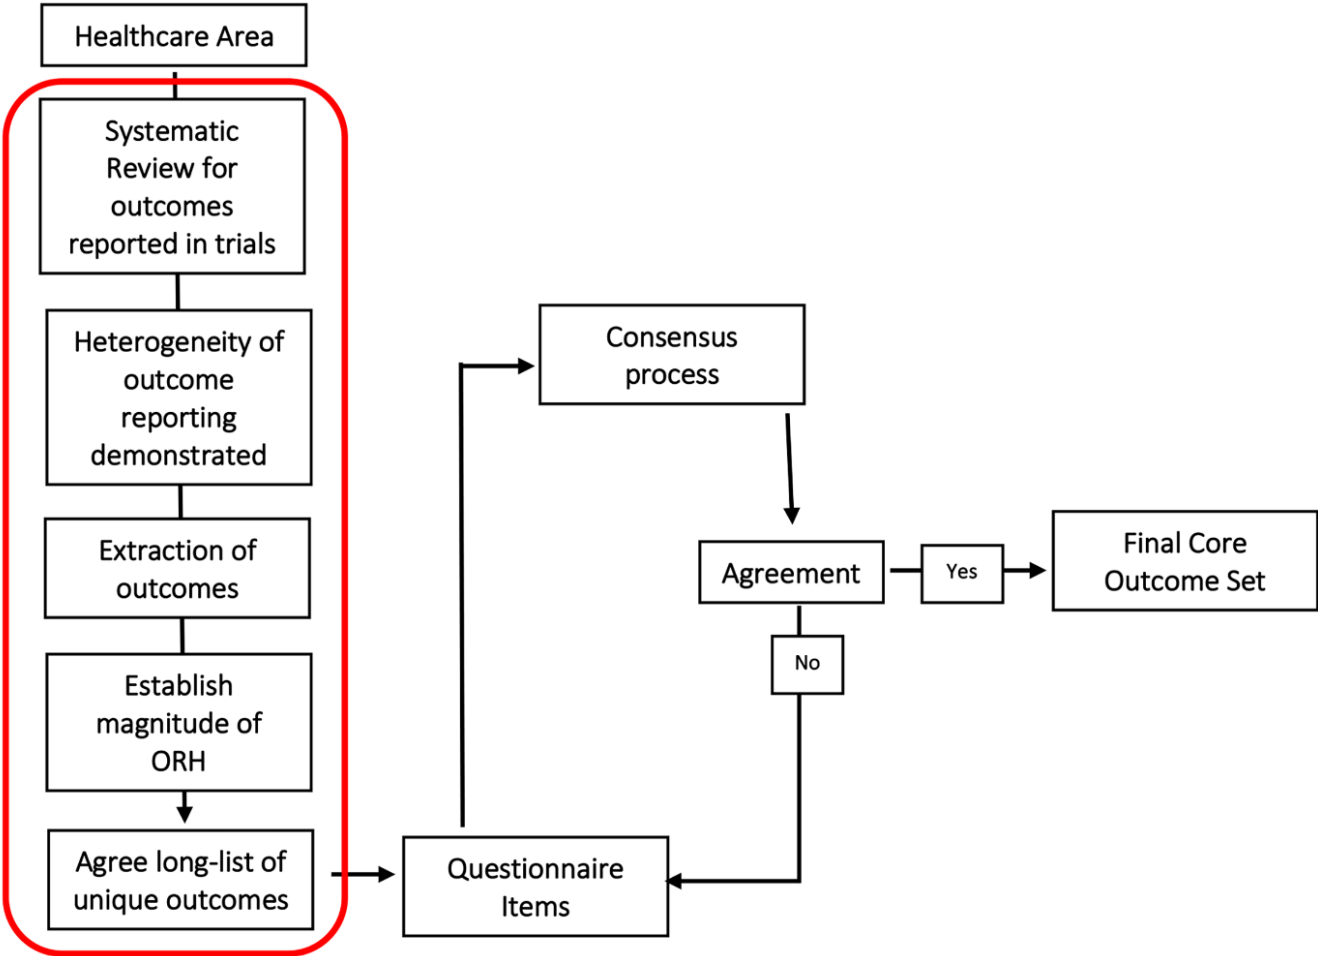 Healthcare Area
Systematic
Review for
outcomes
reported in trials
Heterogeneity of
outcome
reporting
demonstrated
Extraction of
outcomes
Establish
magnitude of
ORH
Agree long-list of
unique outcomes
Questionnaire
Items
Consensus
process
Agreement
Yes
No
Final Core
Outcome Set